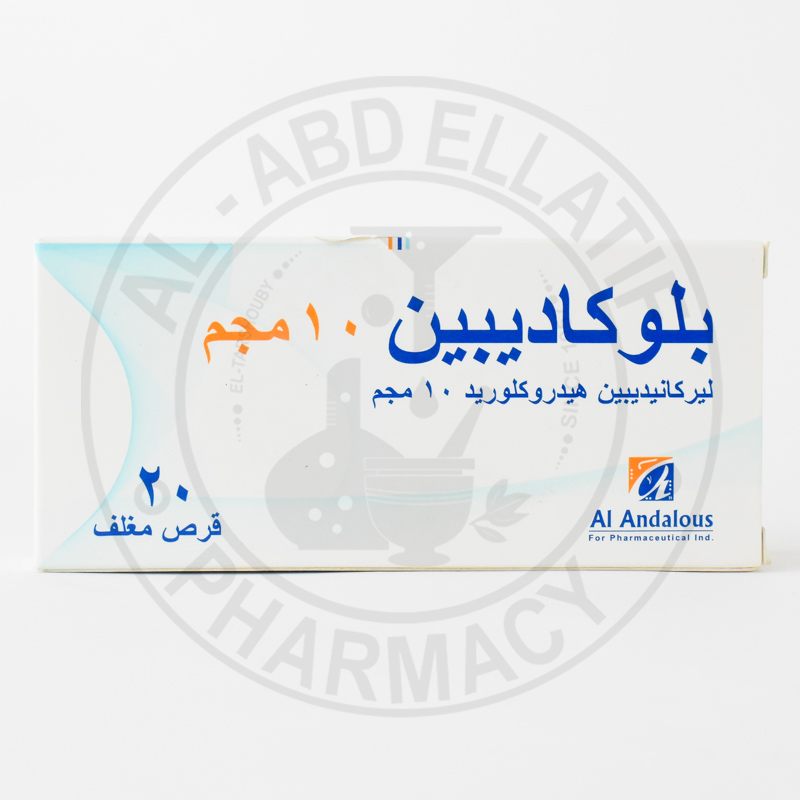 AL - ABD ELLATIF
بلوكاديبين ١٠ مجم
ليركانيديبين هيدروكلوريد ١٠ مجم
٢٠
قرص مغلف
Al Andalous
For Pharmaceutical Ind.
PHARMACY